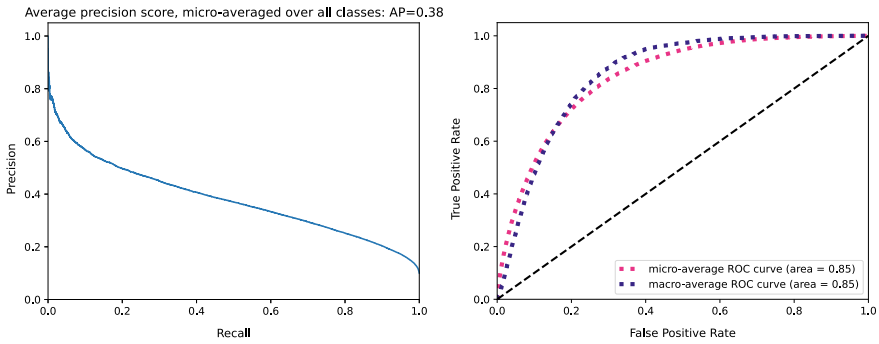 Average precision score, micro-averaged over all classes: AP=0.38
1.0
0.8
0.6
0.4
0.2
0.0
Precision
0.0 0.2 0.4 0.6 0.8 1.0
Recall
1.0
0.8
0.6
0.4
0.2
0.0
True Positive Rate
micro-average ROC curve (area = 0.85)
macro-average ROC curve (area = 0.85)
0.0 0.2 0.4 0.6 0.8 1.0
False Positive Rate